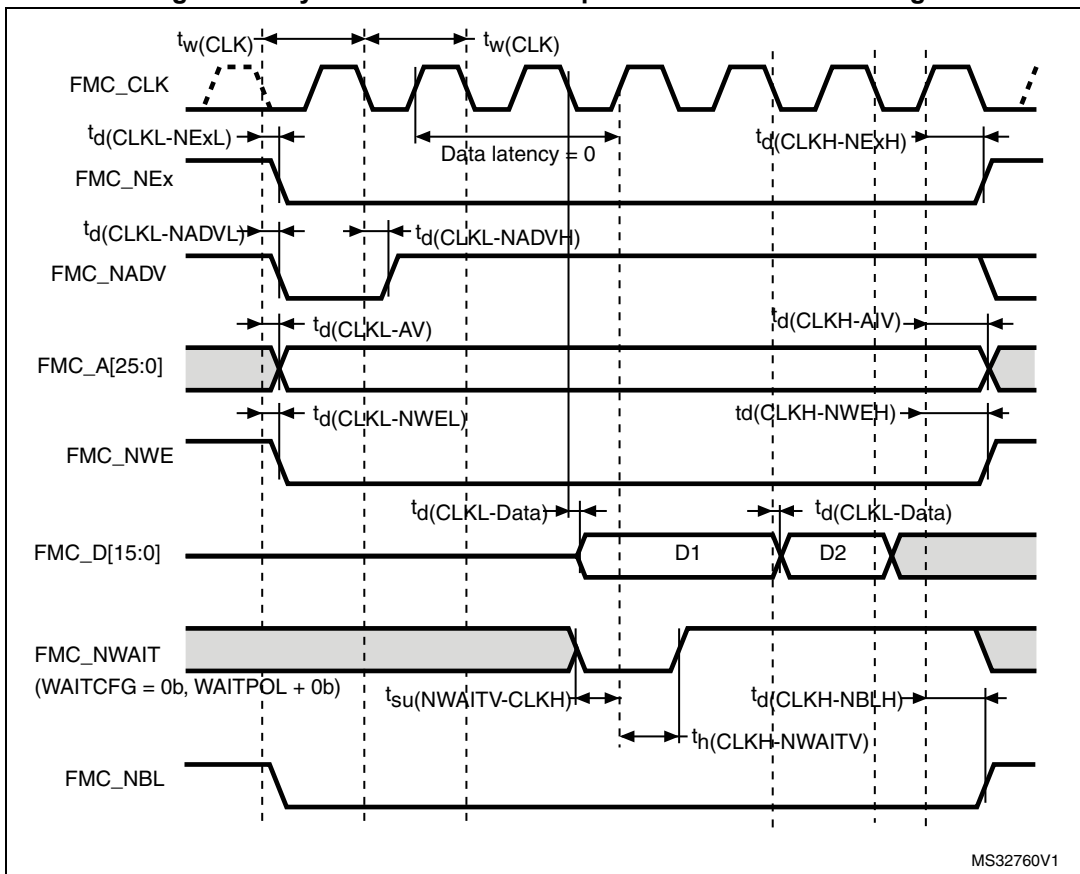 tw(CLK) tw(CLK)
FMC_CLK
td(CLKL-NExL) Data latency = 0 td(CLKH-NExH)
FMC_NEx
td(CLKL-NADVL) td(CLKL-NADVH)
FMC_NADV
td(CLKL-AV) td(CLKH-AIV)
FMC_A[25:0]
td(CLKL-NWEL) td(CLKH-NWEH)
FMC_NWE
td(CLKL-Data) td(CLKL-Data)
FMC_D[15:0] D1 D2
FMC_NWAIT
(WAITCFG = 0b, WAITPOL + 0b)
tsu(NWAITV-CLKH) td(CLKH-NBLH)
th(CLKH-NWAITV)
FMC_NBL
MS32760V1